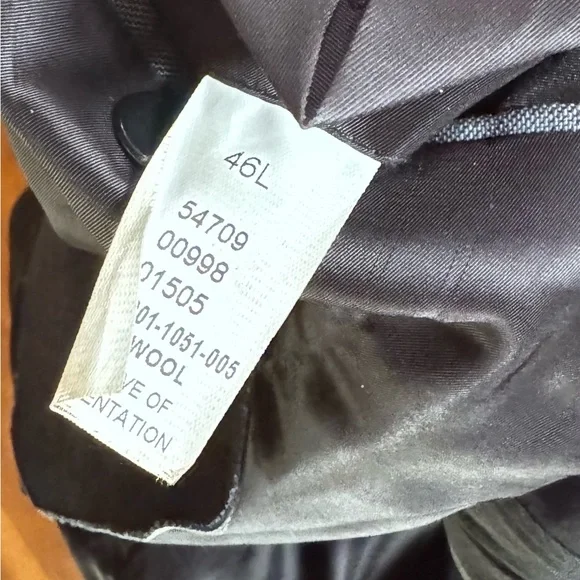 46L
54709
00998
01505
01-1051-005
WOOL
VE OF
ENTATION